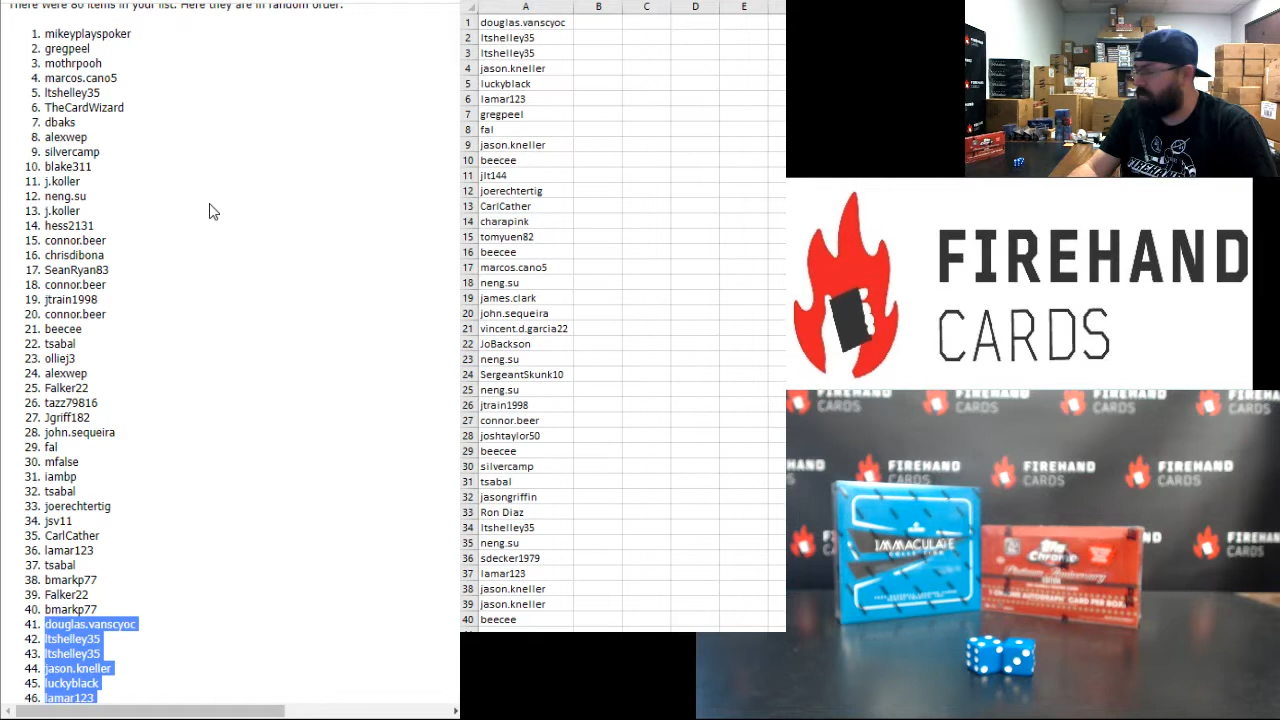 There were 80 items in your list. Here they are in random order:
1. mikeyplayspoker
2. gregpeel
3. mothrpooh
4. marcos.cano5
5. ltshelley35
6. TheCardWizard
7. dbaks
8. alexwep
9. silvercamp
10. blake311
11. j.koller
12. neng.su
13. j.koller
14. hess2131
15. connor.beer
16. chrisdibona
17. SeanRyan83
18. connor.beer
19. jtrain1998
20. connor.beer
21. beecee
22. tsabal
23. olliej3
24. alexwep
25. Falker22
26. tazz79816
27. Jgriff182
28. john.sequeira
29. fal
30. mfalse
31. iambp
32. tsabal
33. joerechtertig
34. jsv11
35. CarlCather
36. lamar123
37. tsabal
38. bmarkp77
39. Falker22
40. bmarkp77
41. douglas.vanscyoc
42. ltshelley35
43. ltshelley35
44. jason.kneller
45. luckyblack
46. lamar123
A B C D E
1 douglas.vanscyoc
2 ltshelley35
3 ltshelley35
4 jason.kneller
5 luckyblack
6 lamar123
7 gregpeel
8 fal
9 jason.kneller
10 beecee
11 jlt144
12 joerechtertig
13 CarlCather
14 charapink
15 tomyuen82
16 beecee
17 marcos.cano5
18 neng.su
19 james.clark
20 john.sequeira
21 vincent.d.garcia22
22 JoBackson
23 neng.su
24 SergeantSkunk10
25 neng.su
26 jtrain1998
27 connor.beer
28 joshtaylor50
29 beecee
30 silvercamp
31 tsabal
32 jasongriffin
33 Ron Diaz
34 ltshelley35
35 neng.su
36 sdecker1979
37 lamar123
38 jason.kneller
39 jason.kneller
40 beecee
FIREHAND
CARDS
FIREHAND
CARDS
IMMACULATE
COLLECTION
Topps
Chrome
Platinum Anniversary
EDITION